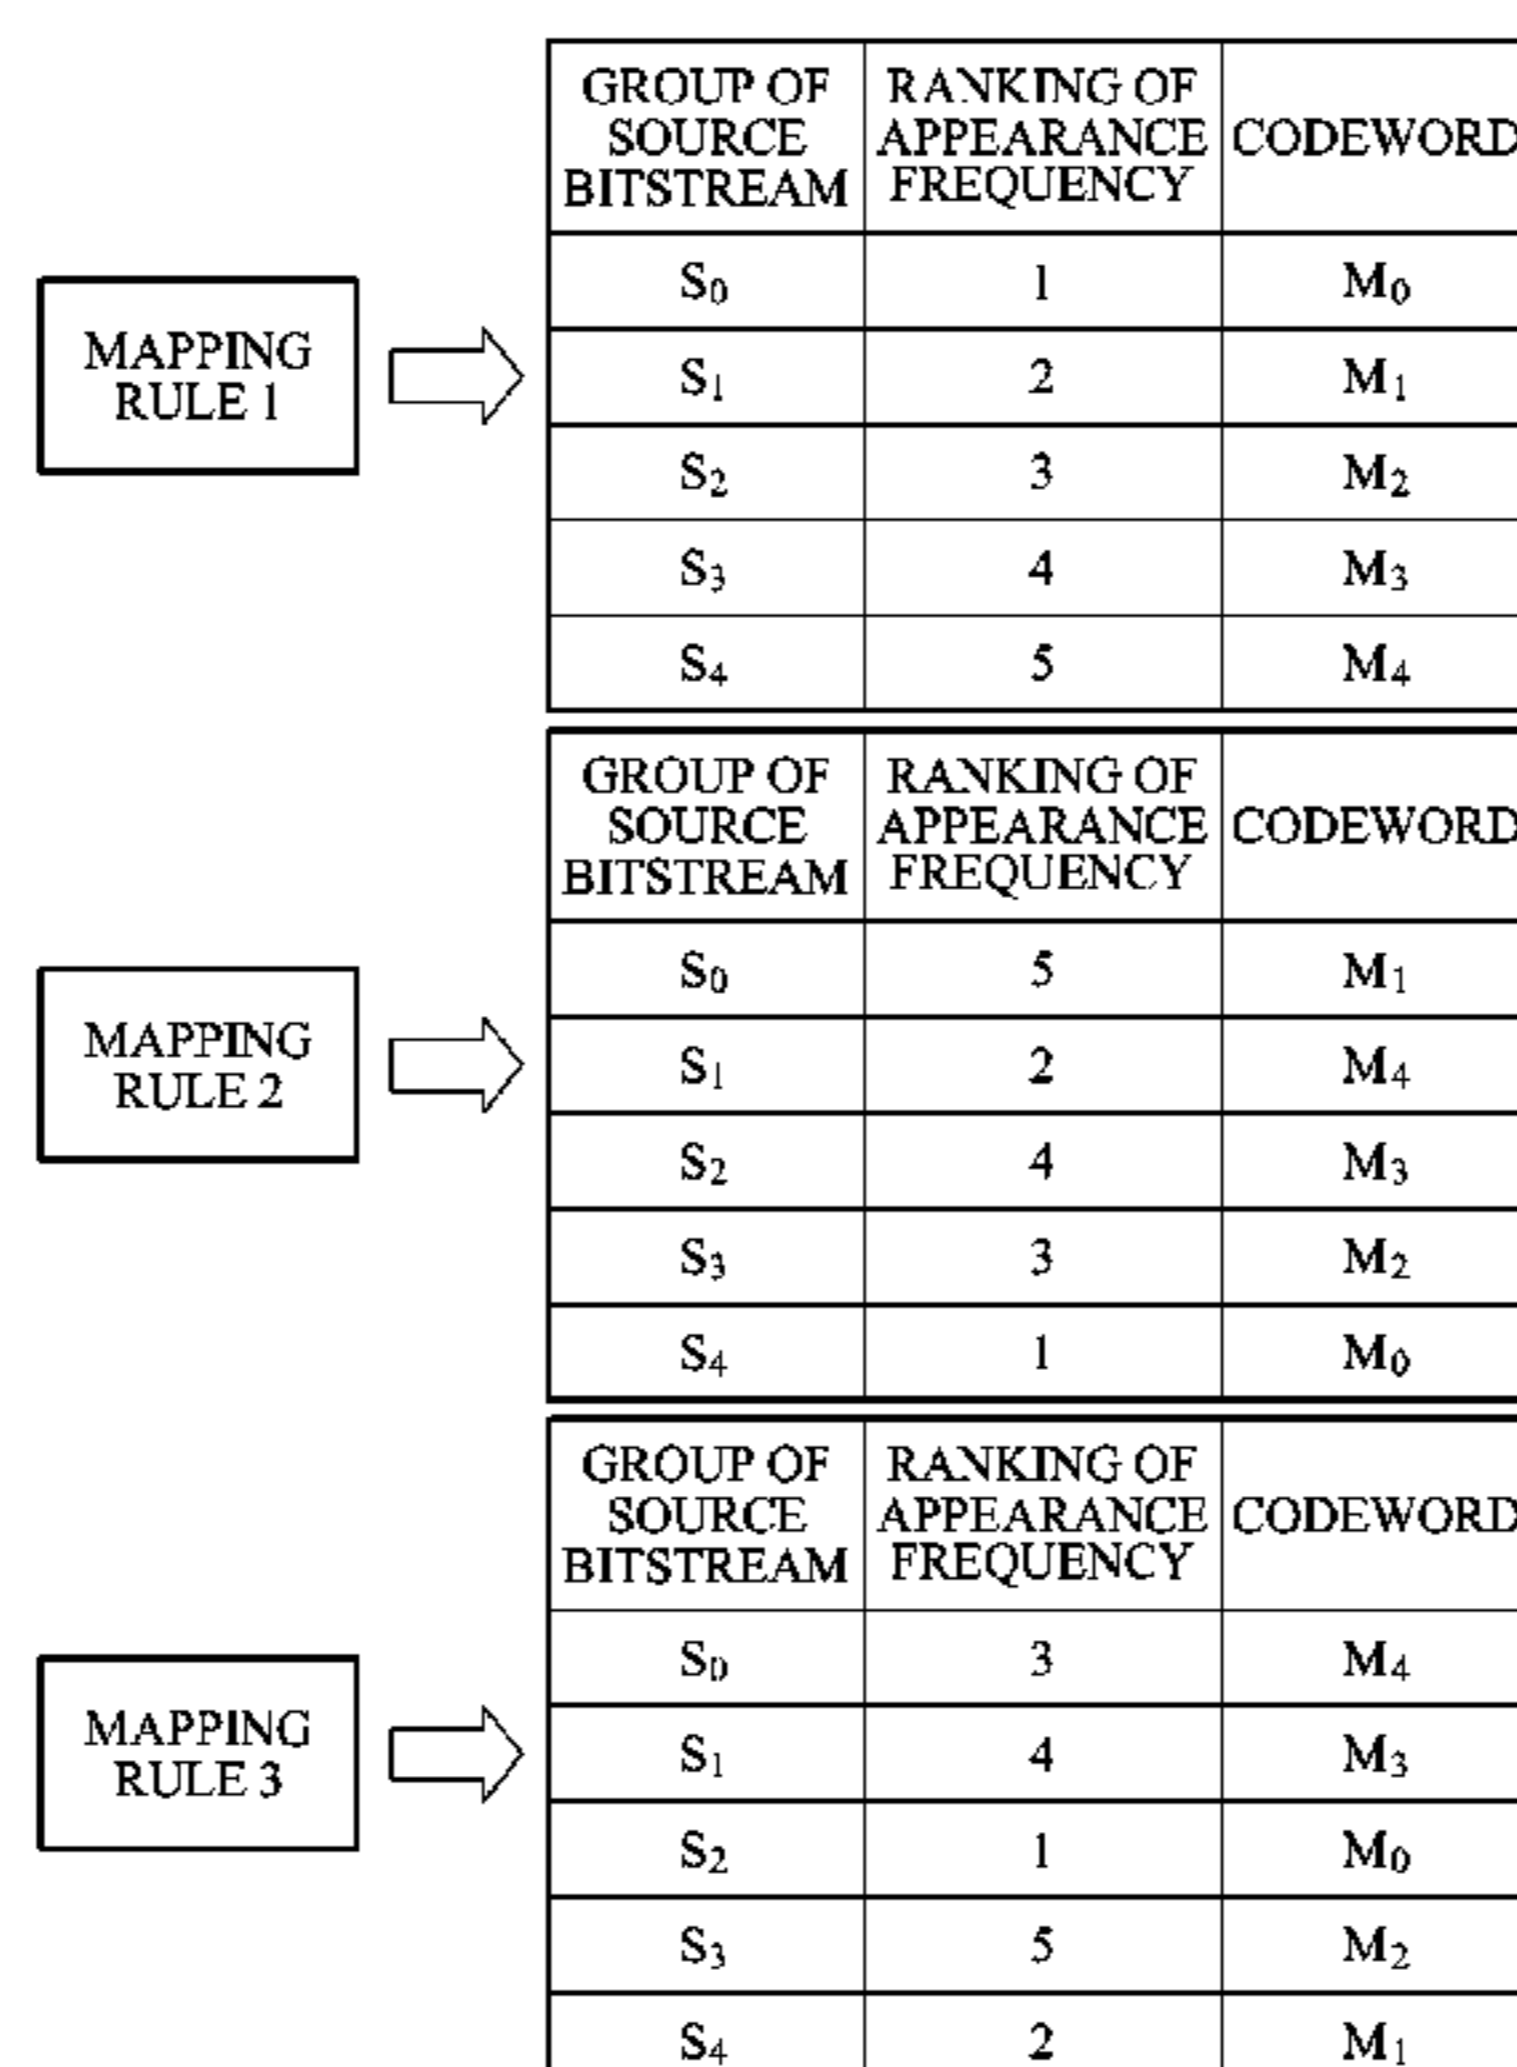 MAPPING
RULE 1
GROUP OF
SOURCE
BITSTREAM
RANKING OF
APPEARANCE
FREQUENCY
CODEWORD
S0 1 M0
S1 2 M1
S2 3 M2
S3 4 M3
S4 5 M4
MAPPING
RULE 2
GROUP OF
SOURCE
BITSTREAM
RANKING OF
APPEARANCE
FREQUENCY
CODEWORD
S0 5 M1
S1 2 M4
S2 4 M3
S3 3 M2
S4 1 M0
MAPPING
RULE 3
GROUP OF
SOURCE
BITSTREAM
RANKING OF
APPEARANCE
FREQUENCY
CODEWORD
S0 3 M4
S1 4 M3
S2 1 M0
S3 5 M2
S4 2 M1